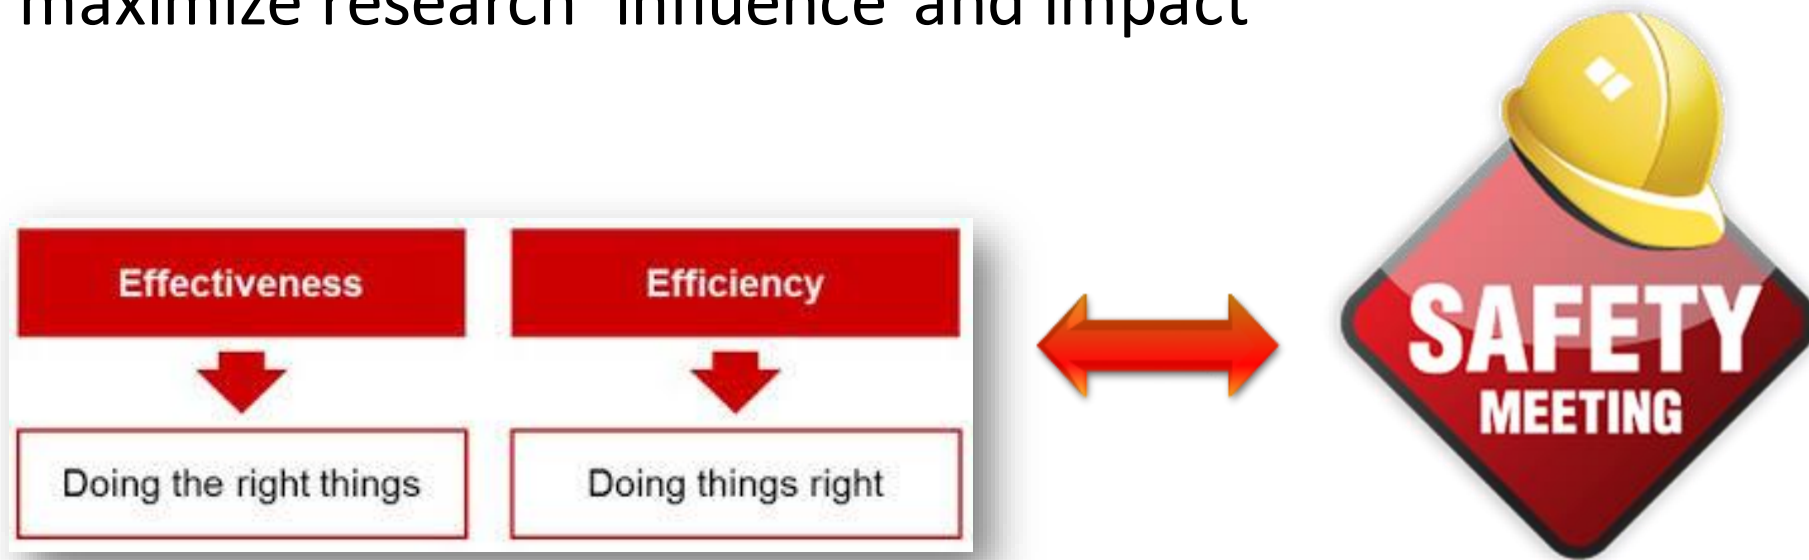 maximize research influence and impact
Effectiveness
Efficiency
Doing the right things
Doing things right
SAFETY
MEETING